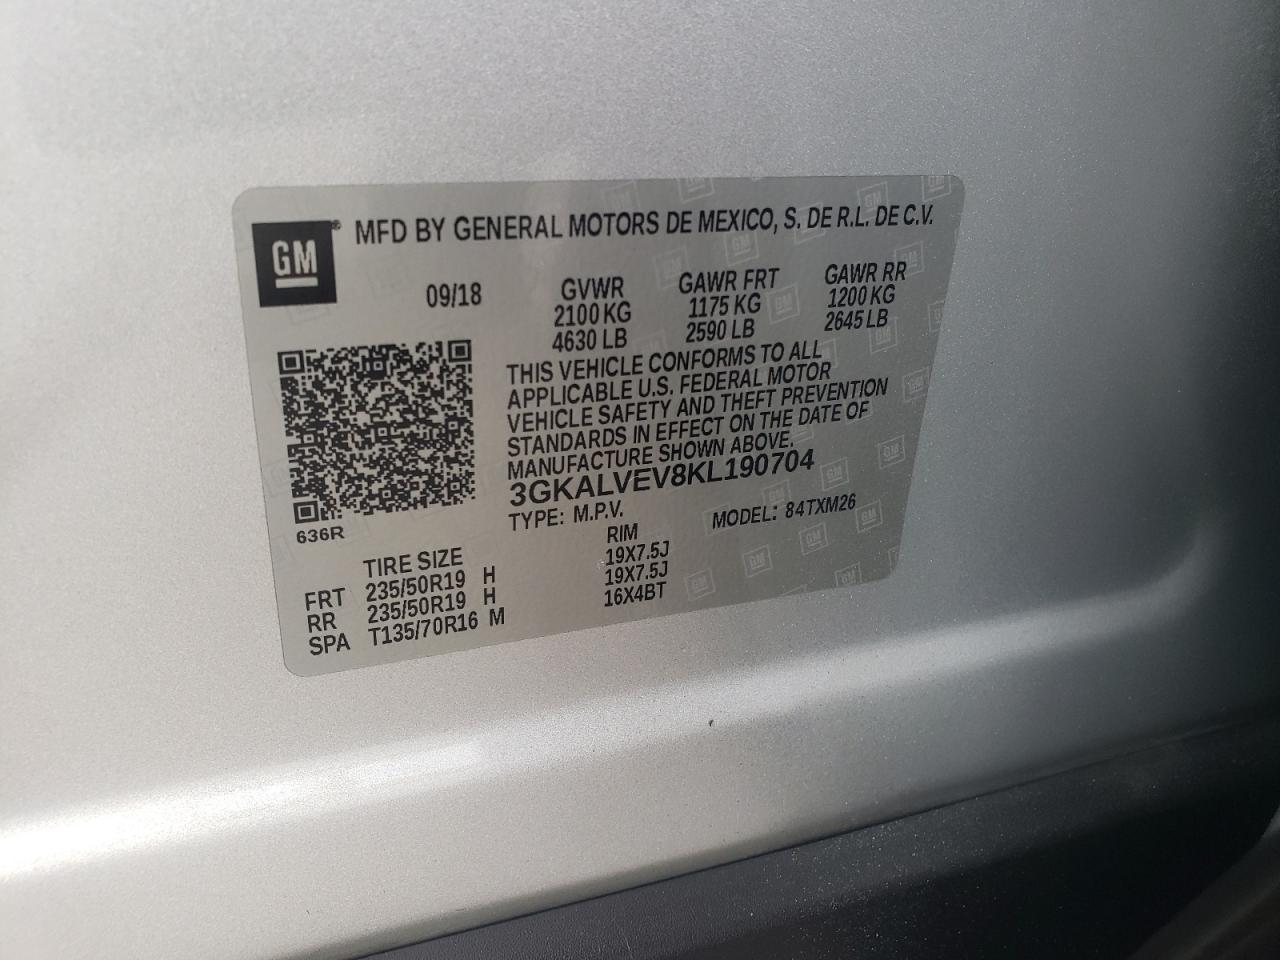 GM® MFD BY GENERAL MOTORS DE MEXICO, S. DE R.L. DE C.V.
09/18 GVWR GAWR FRT GAWR RR
2100 KG 1175 KG 1200 KG
4630 LB 2590 LB 2645 LB
THIS VEHICLE CONFORMS TO ALL
APPLICABLE U.S. FEDERAL MOTOR
VEHICLE SAFETY AND THEFT PREVENTION
STANDARDS IN EFFECT ON THE DATE OF
MANUFACTURE SHOWN ABOVE.
3GKALVEV8KL190704
TYPE: M.P.V. MODEL: 84TXM26
636R
TIRE SIZE RIM
FRT 235/50R19 H 19X7.5J
RR 235/50R19 H 19X7.5J
SPA T135/70R16 M 16X4BT